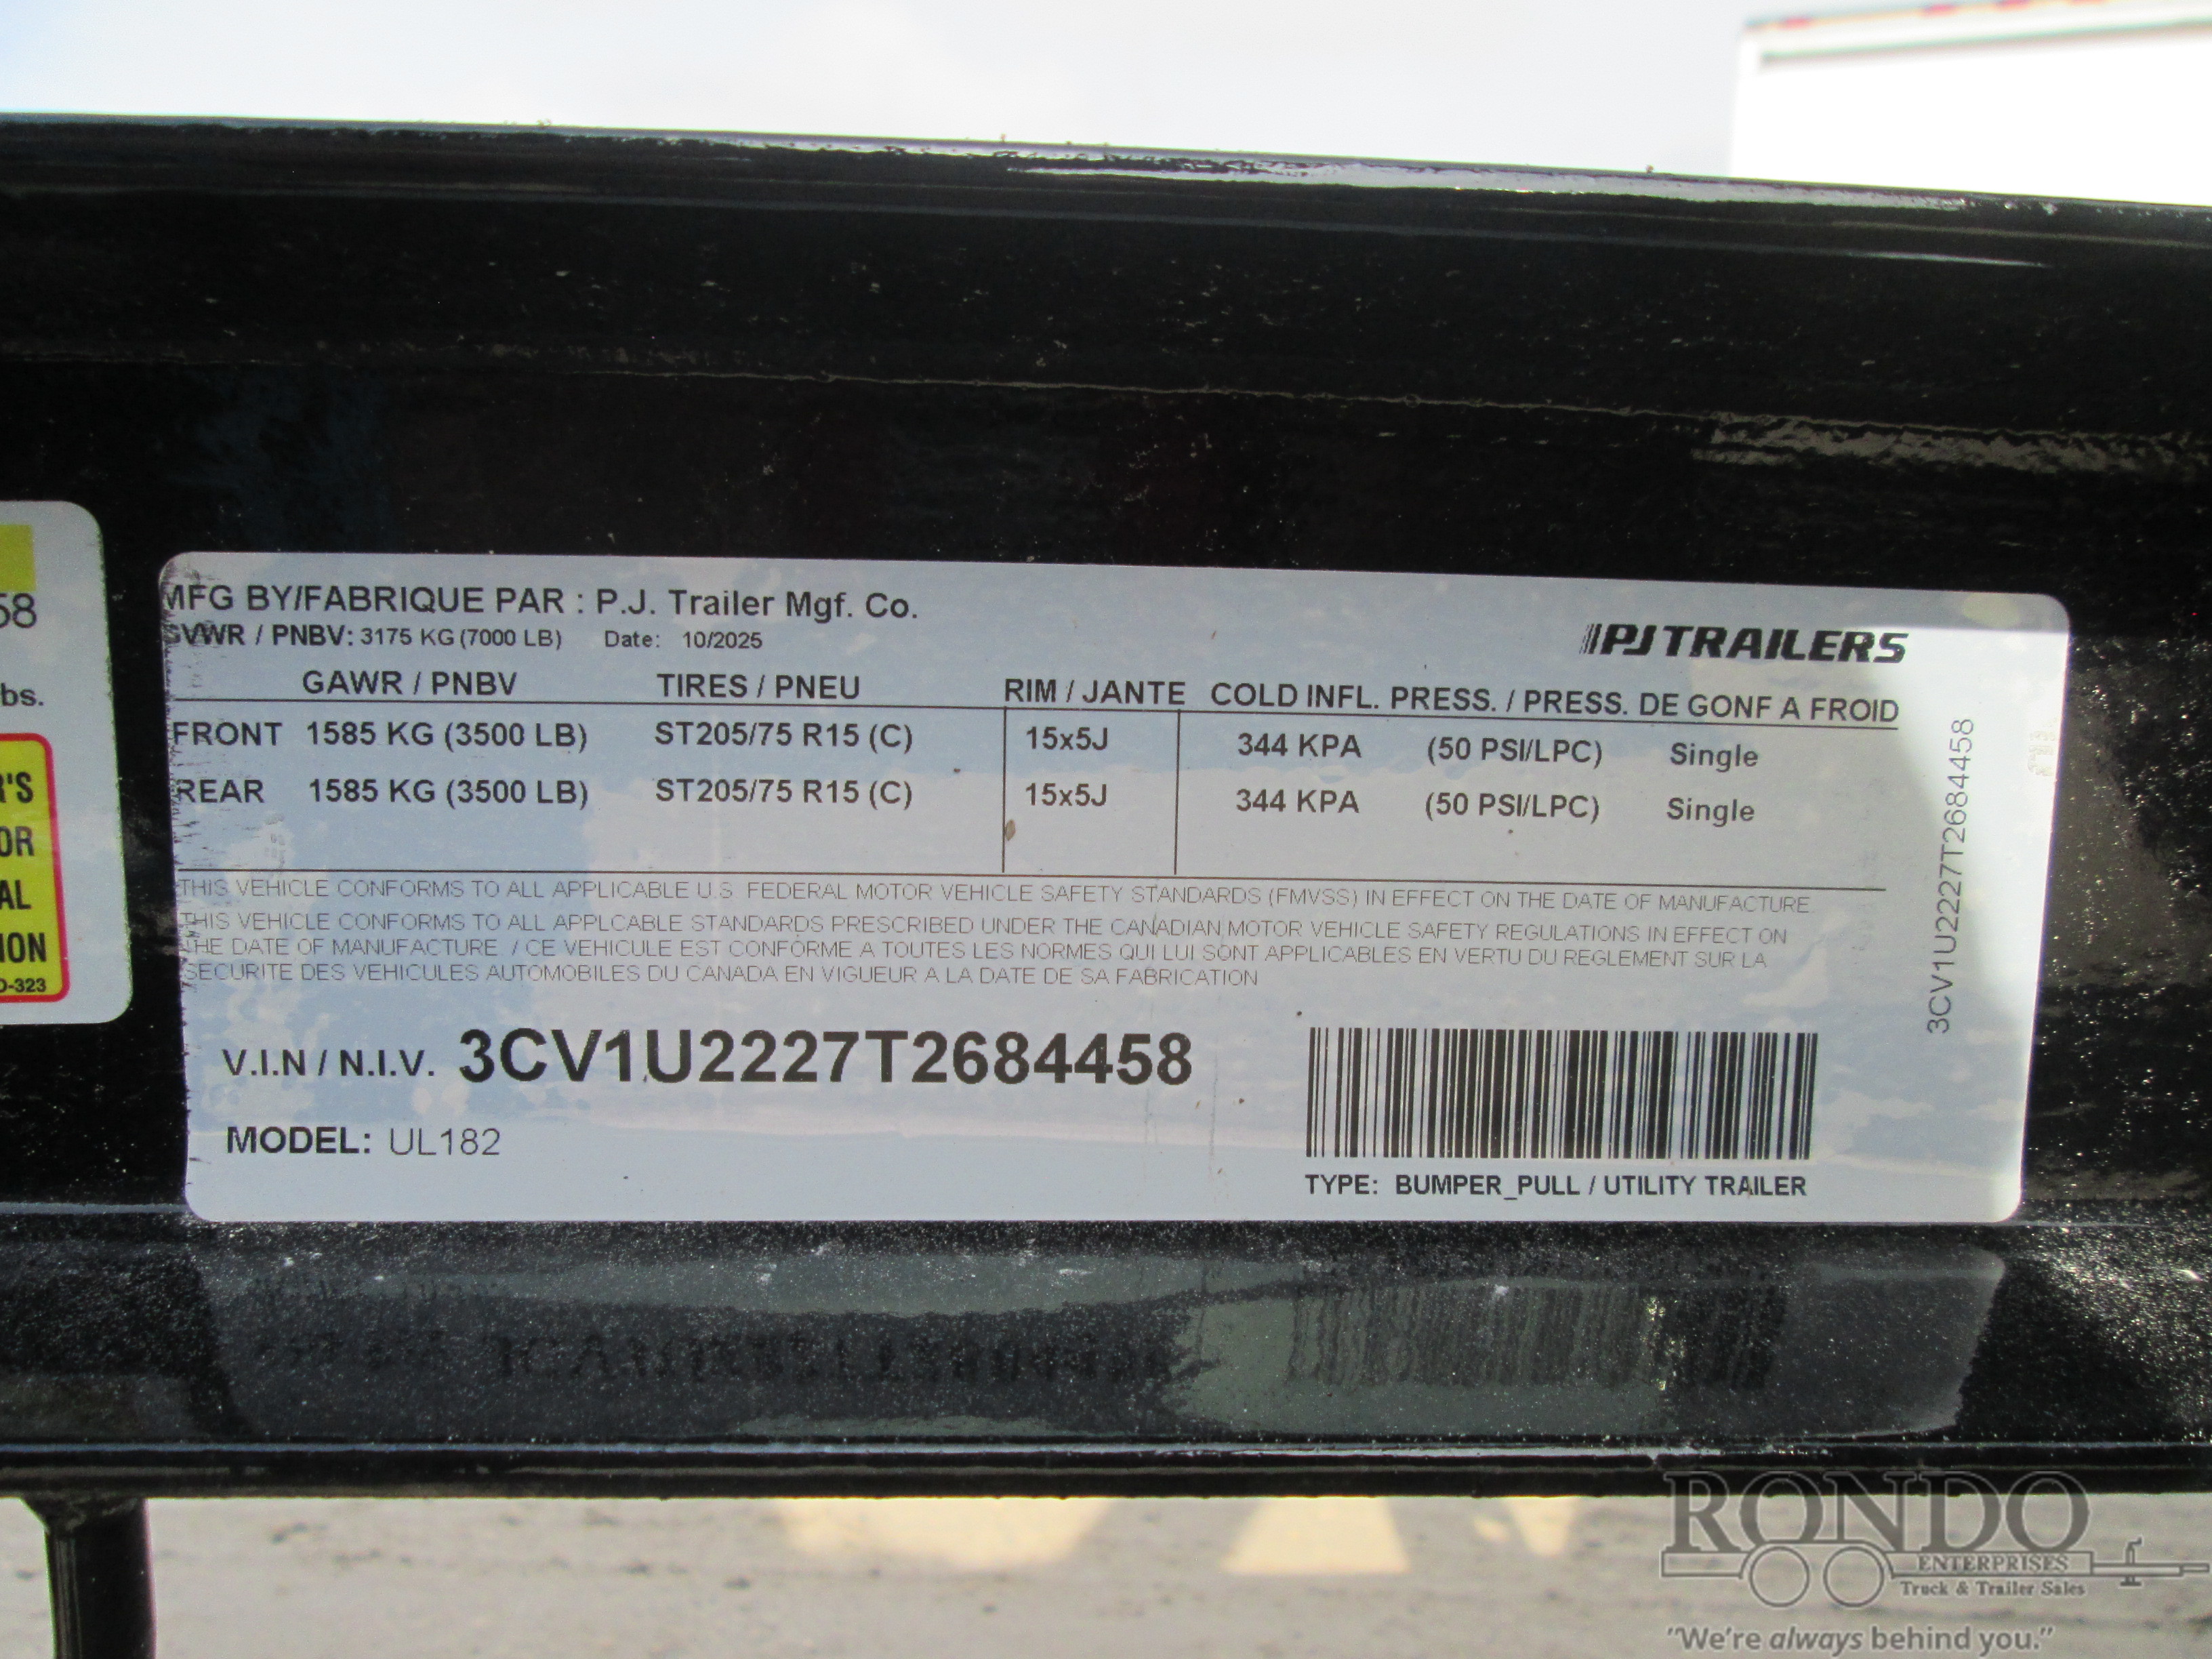 58
bs.
R'S
OR
AL
ION
D-323
MFG BY/FABRIQUE PAR : P.J. Trailer Mgf. Co.
GVWR / PNBV: 3175 KG (7000 LB) Date: 10/2025
PJTRAILERS
GAWR / PNBV TIRES / PNEU RIM / JANTE COLD INFL. PRESS. / PRESS. DE GONF A FROID
FRONT 1585 KG (3500 LB) ST205/75 R15 (C) 15x5J 344 KPA (50 PSI/LPC) Single
REAR 1585 KG (3500 LB) ST205/75 R15 (C) 15x5J 344 KPA (50 PSI/LPC) Single
THIS VEHICLE CONFORMS TO ALL APPLICABLE U.S. FEDERAL MOTOR VEHICLE SAFETY STANDARDS (FMVSS) IN EFFECT ON THE DATE OF MANUFACTURE.
THIS VEHICLE CONFORMS TO ALL APPLCABLE STANDARDS PRESCRIBED UNDER THE CANADIAN MOTOR VEHICLE SAFETY REGULATIONS IN EFFECT ON
THE DATE OF MANUFACTURE. / CE VEHICULE EST CONFORME A TOUTES LES NORMES QUI LUI SONT APPLICABLES EN VERTU DU REGLEMENT SUR LA
SECURITE DES VEHICULES AUTOMOBILES DU CANADA EN VIGUEUR A LA DATE DE SA FABRICATION
V.I.N / N.I.V. 3CV1U2227T2684458
MODEL: UL182
TYPE: BUMPER_PULL / UTILITY TRAILER
3CV1U2227T2684458
RONDO
ENTERPRISES
Truck & Trailer Sales
"We're always behind you."